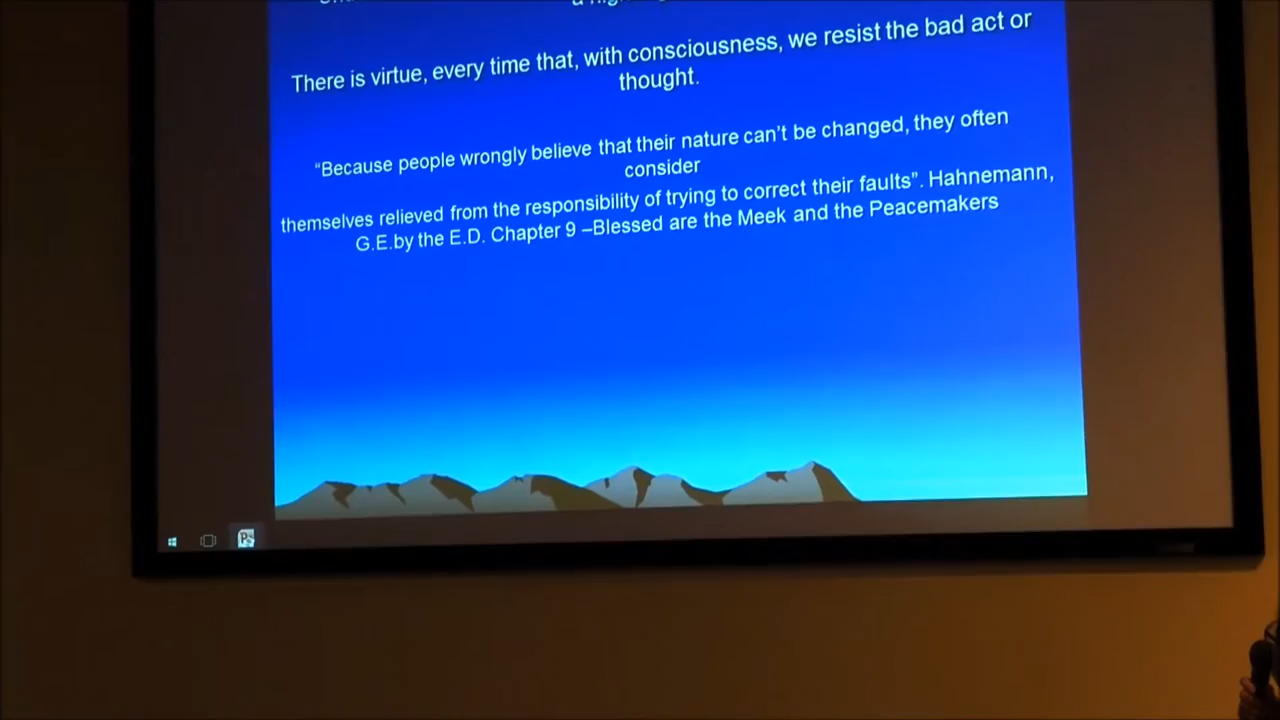 There is virtue, every time that, with consciousness, we resist the bad act or
thought.
“Because people wrongly believe that their nature can’t be changed, they often
consider
themselves relieved from the responsibility of trying to correct their faults”. Hahnemann,
G.E.by the E.D. Chapter 9 –Blessed are the Meek and the Peacemakers